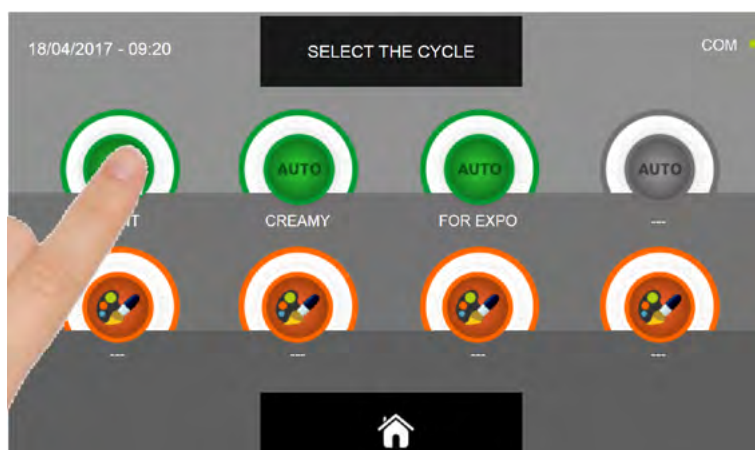 18/04/2017 - 09:20
SELECT THE CYCLE
COM
AUTO
AUTO
AUTO
CREAMY
FOR EXPO
---
---
---
---
---